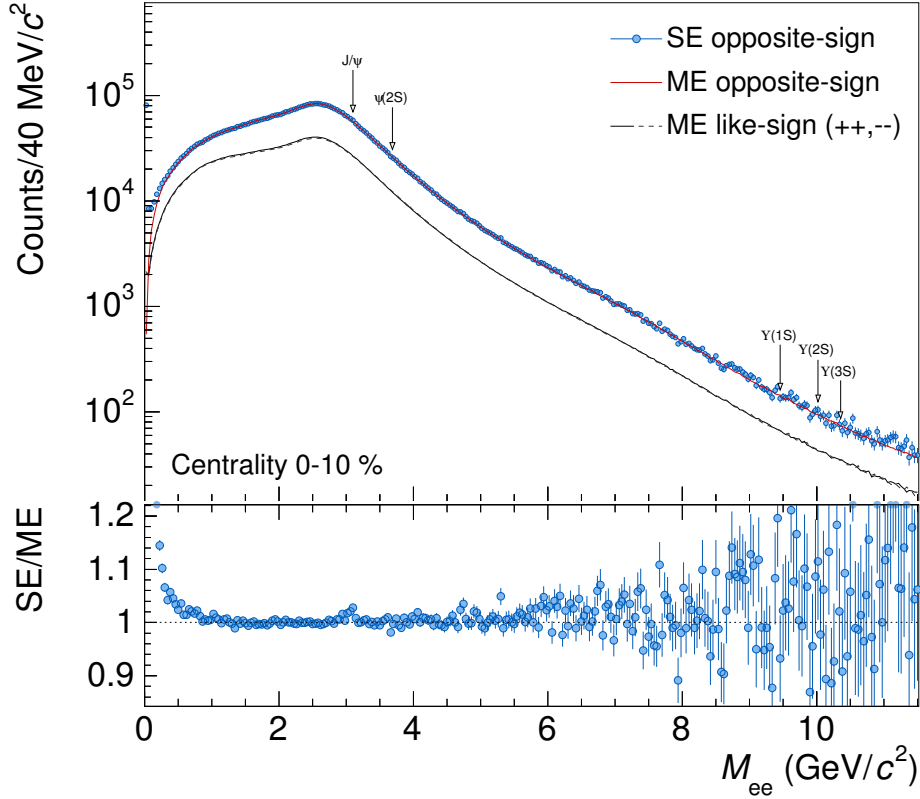 SE opposite-sign
ME opposite-sign
ME like-sign (++,--)
Counts/40 MeV/c²
10⁵
10⁴
10³
10²
J/ψ
ψ(2S)
Υ(1S)
Υ(2S)
Υ(3S)
Centrality 0-10 %
SE/ME
1.2
1.1
1
0.9
0 2 4 6 8 10
M_ee (GeV/c²)